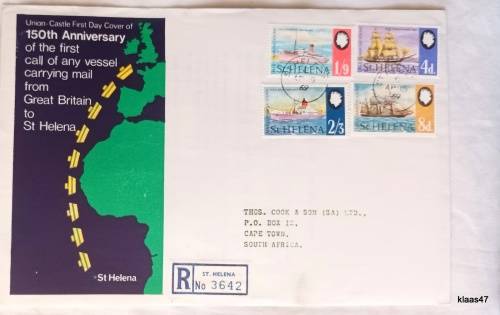 Union-Castle First Day Cover of
150th Anniversary
of the first
call of any vessel
carrying mail
from
Great Britain
to
St Helena
St Helena
ST. HELENA
1/9
ST. HELENA
4d.
ST. HELENA
2/3
ST. HELENA
8d
THOS. COOK & SON (SA) LTD.,
P.O. BOX 12,
CAPE TOWN,
SOUTH AFRICA.
R
ST. HELENA
No 3642
klaas47